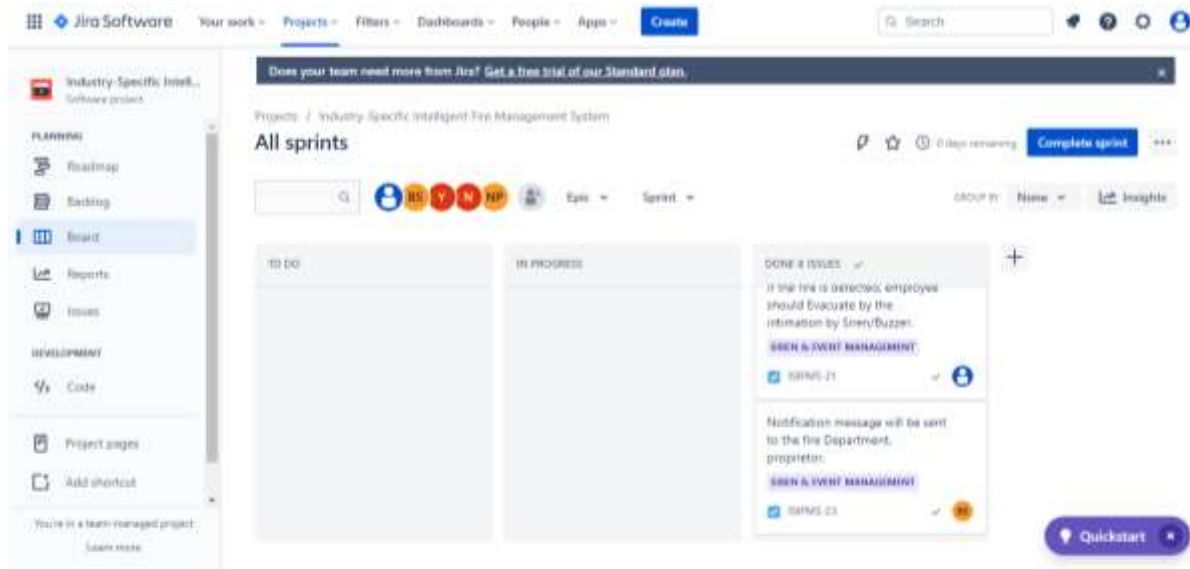 Jira Software Your work Projects Filters Dashboards People Apps Create Search
Does your team need more from Jira? Get a free trial of our Standard plan.
Industry-Specific Intell...
Software project
Projects / Industry-Specific Intelligent Fire Management System
All sprints
0 days remaining Complete sprint
PLANNING
Roadmap
Backlog
Board
Reports
Issues
DEVELOPMENT
Code
Project pages
Add shortcut
You're in a team-managed project
Learn more
BS Y N NP Epic Sprint GROUP BY None Insights
TO DO IN PROGRESS DONE 8 ISSUES
If the fire is detected, employee
should Evacuate by the
intimation by Siren/Buzzer.
SIREN & EVENT MANAGEMENT
Notification message will be sent
to the fire Department,
proprietor.
SIREN & EVENT MANAGEMENT
BS
Quickstart